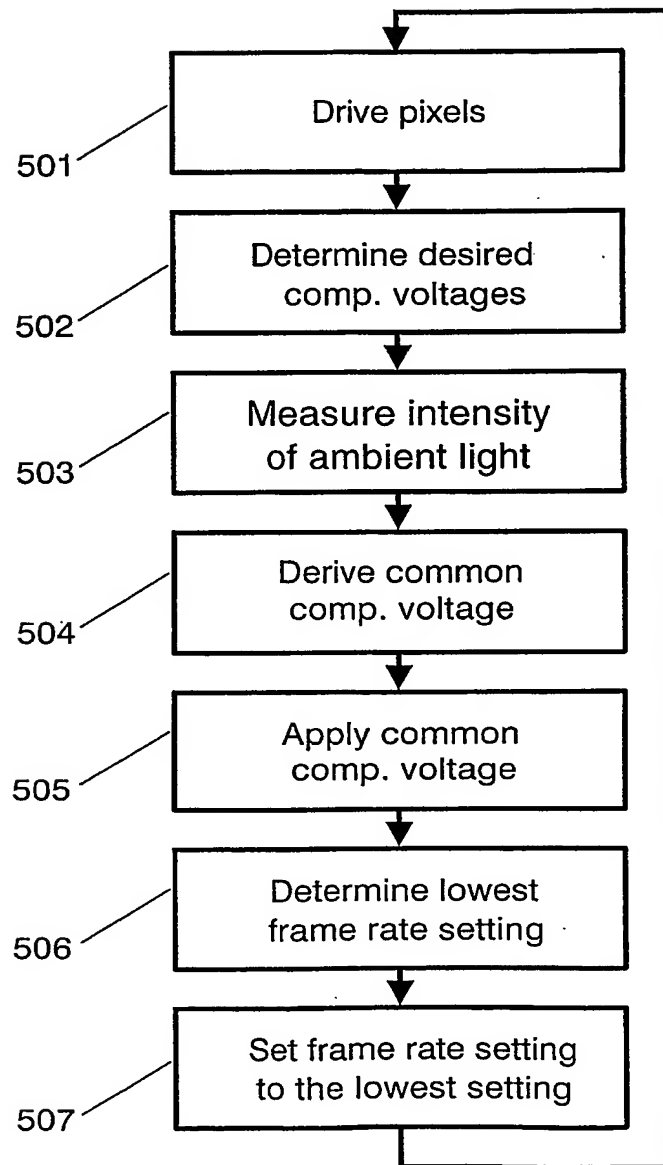 Drive pixels
501
Determine desired
comp. voltages
502
Measure intensity
of ambient light
503
Derive common
comp. voltage
504
Apply common
comp. voltage
505
Determine lowest
frame rate setting
506
Set frame rate setting
to the lowest setting
507